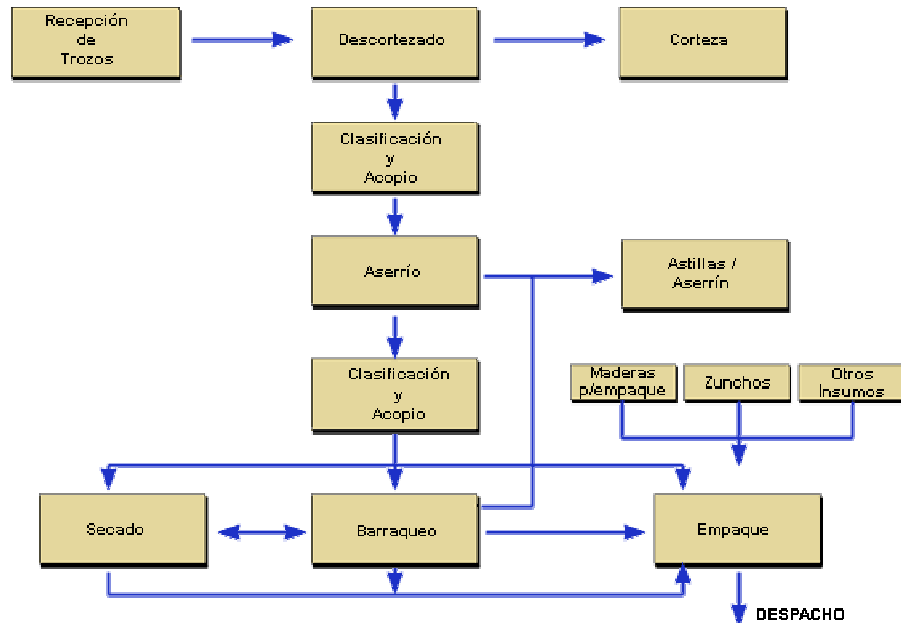 Recepción
de
Trozos
Descortezado
Corteza
Clasificación
y
Acopio
Aserrío
Astillas /
Aserrín
Clasificación
y
Acopio
Maderas
p/empaque
Zunchos
Otros
Insumos
Secado
Barraqueo
Empaque
DESPACHO